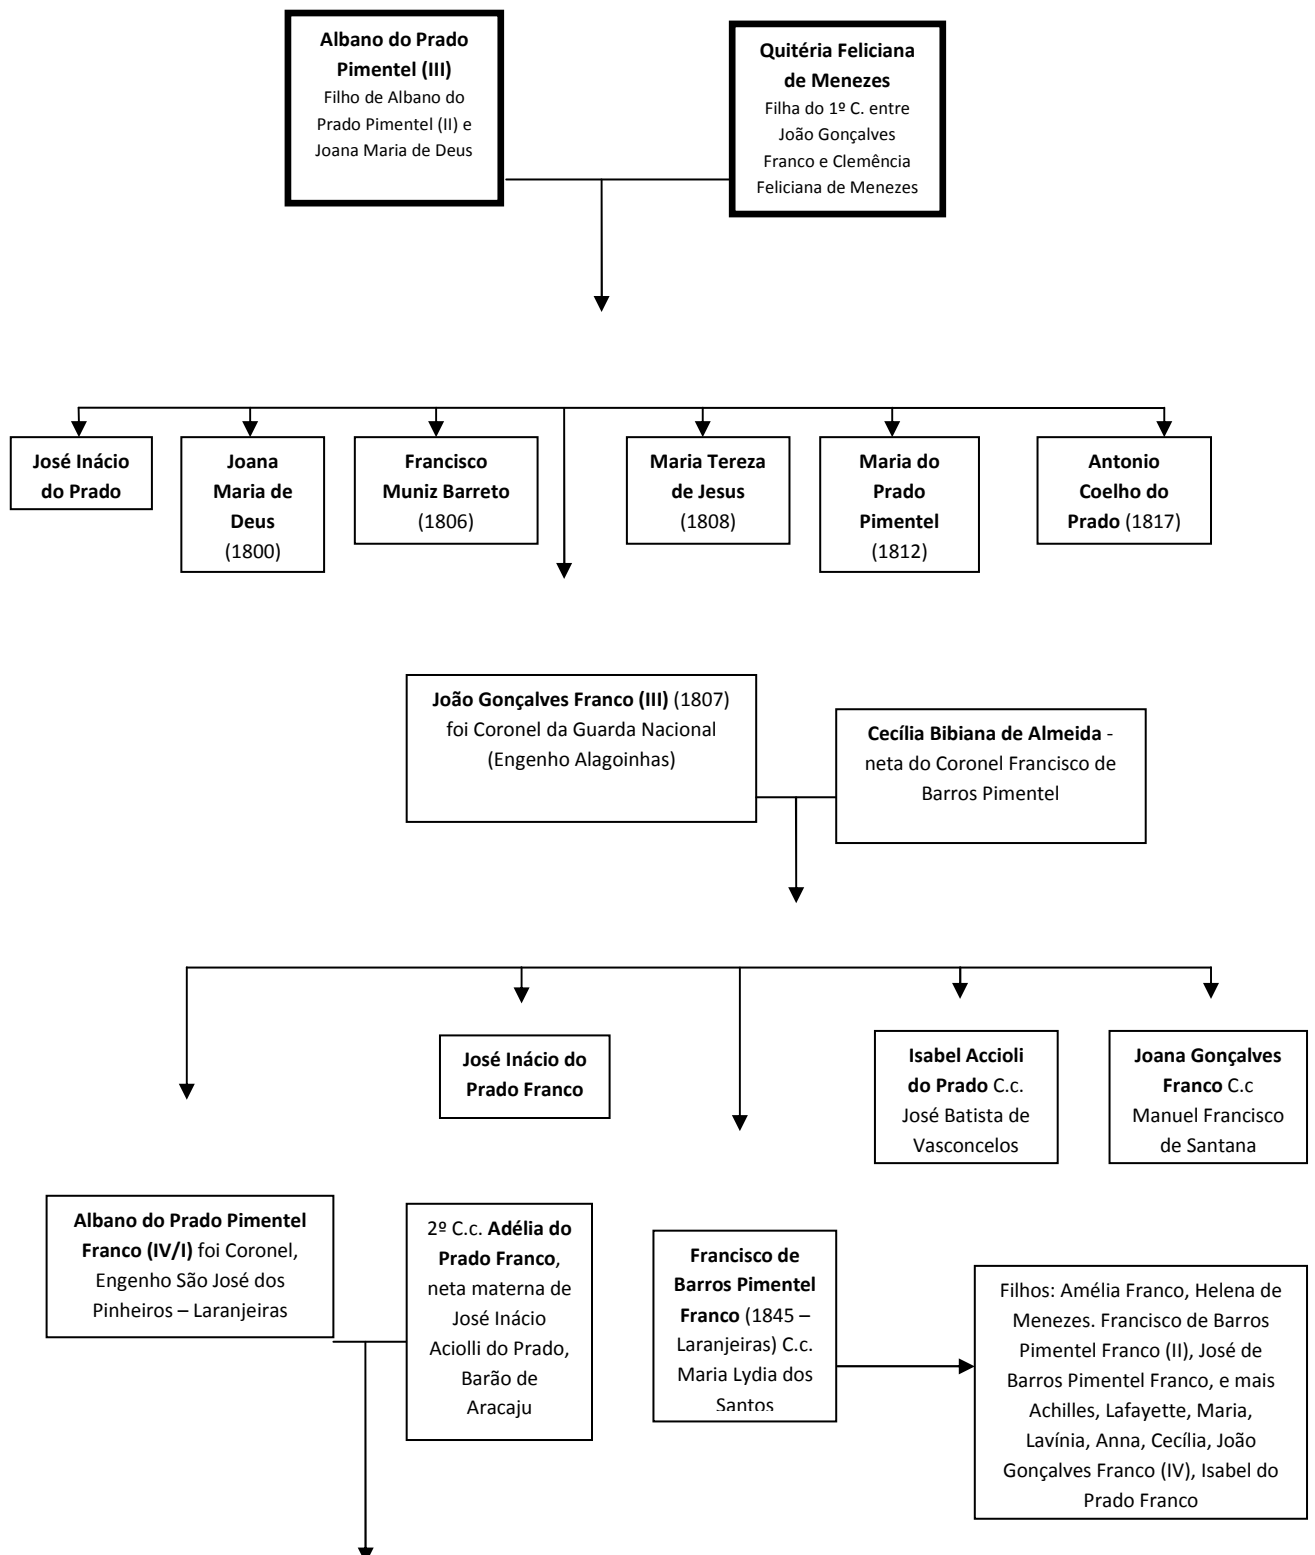 Albano do Prado
Pimentel (III)
Filho de Albano do
Prado Pimentel (II) e
Joana Maria de Deus
Quitéria Feliciana
de Menezes
Filha do 1º C. entre
João Gonçalves
Franco e Clemência
Feliciana de Menezes
José Inácio
do Prado
Joana
Maria de
Deus
(1800)
Francisco
Muniz Barreto
(1806)
Maria Tereza
de Jesus
(1808)
Maria do
Prado
Pimentel
(1812)
Antonio
Coelho do
Prado (1817)
João Gonçalves Franco (III) (1807)
foi Coronel da Guarda Nacional
(Engenho Alagoinhas)
Cecília Bibiana de Almeida -
neta do Coronel Francisco de
Barros Pimentel
José Inácio do
Prado Franco
Isabel Accioli
do Prado C.c.
José Batista de
Vasconcelos
Joana Gonçalves
Franco C.c
Manuel Francisco
de Santana
Albano do Prado Pimentel
Franco (IV/I) foi Coronel,
Engenho São José dos
Pinheiros – Laranjeiras
2º C.c. Adélia do
Prado Franco,
neta materna de
José Inácio
Aciolli do Prado,
Barão de
Aracaju
Francisco de
Barros Pimentel
Franco (1845 –
Laranjeiras) C.c.
Maria Lydia dos
Santos
Filhos: Amélia Franco, Helena de
Menezes. Francisco de Barros
Pimentel Franco (II), José de
Barros Pimentel Franco, e mais
Achilles, Lafayette, Maria,
Lavínia, Anna, Cecília, João
Gonçalves Franco (IV), Isabel do
Prado Franco